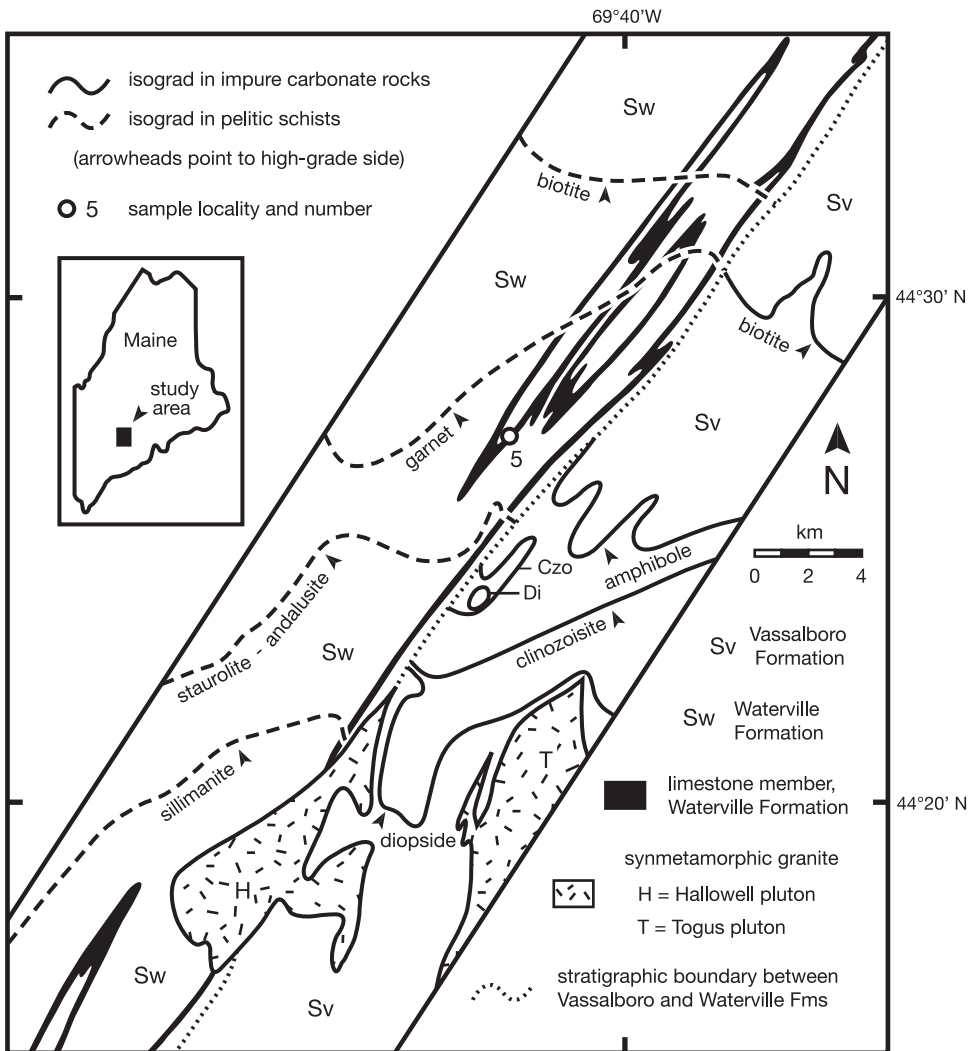 69°40'W
isograd in impure carbonate rocks
isograd in pelitic schists
(arrowheads point to high-grade side)
5 sample locality and number
Maine
study
area
Sw
biotite
Sv
Sw
44°30' N
biotite
garnet
5
Sv
N
km
0 2 4
Czo
Di
amphibole
staurolite - andalusite
Sw
clinozoisite
Sv Vassalboro
Formation
Sw Waterville
Formation
T
sillimanite
limestone member,
Waterville Formation
44°20' N
diopside
synmetamorphic granite
H
H = Hallowell pluton
T = Togus pluton
Sw
Sv
stratigraphic boundary between
Vassalboro and Waterville Fms